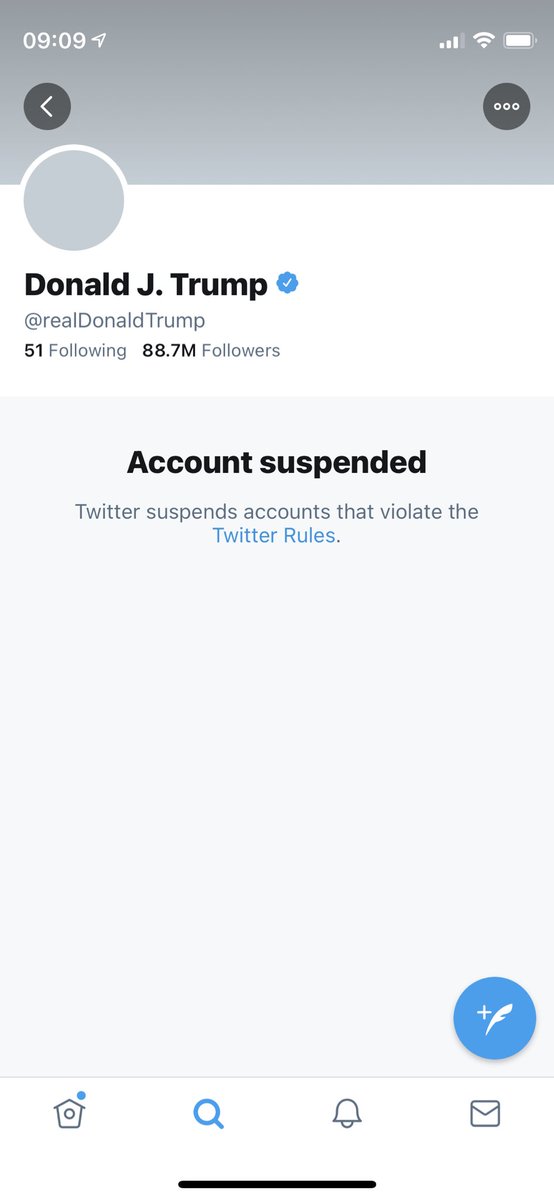 09:09
Donald J. Trump
@realDonaldTrump
51 Following 88.7M Followers
Account suspended
Twitter suspends accounts that violate the
Twitter Rules.